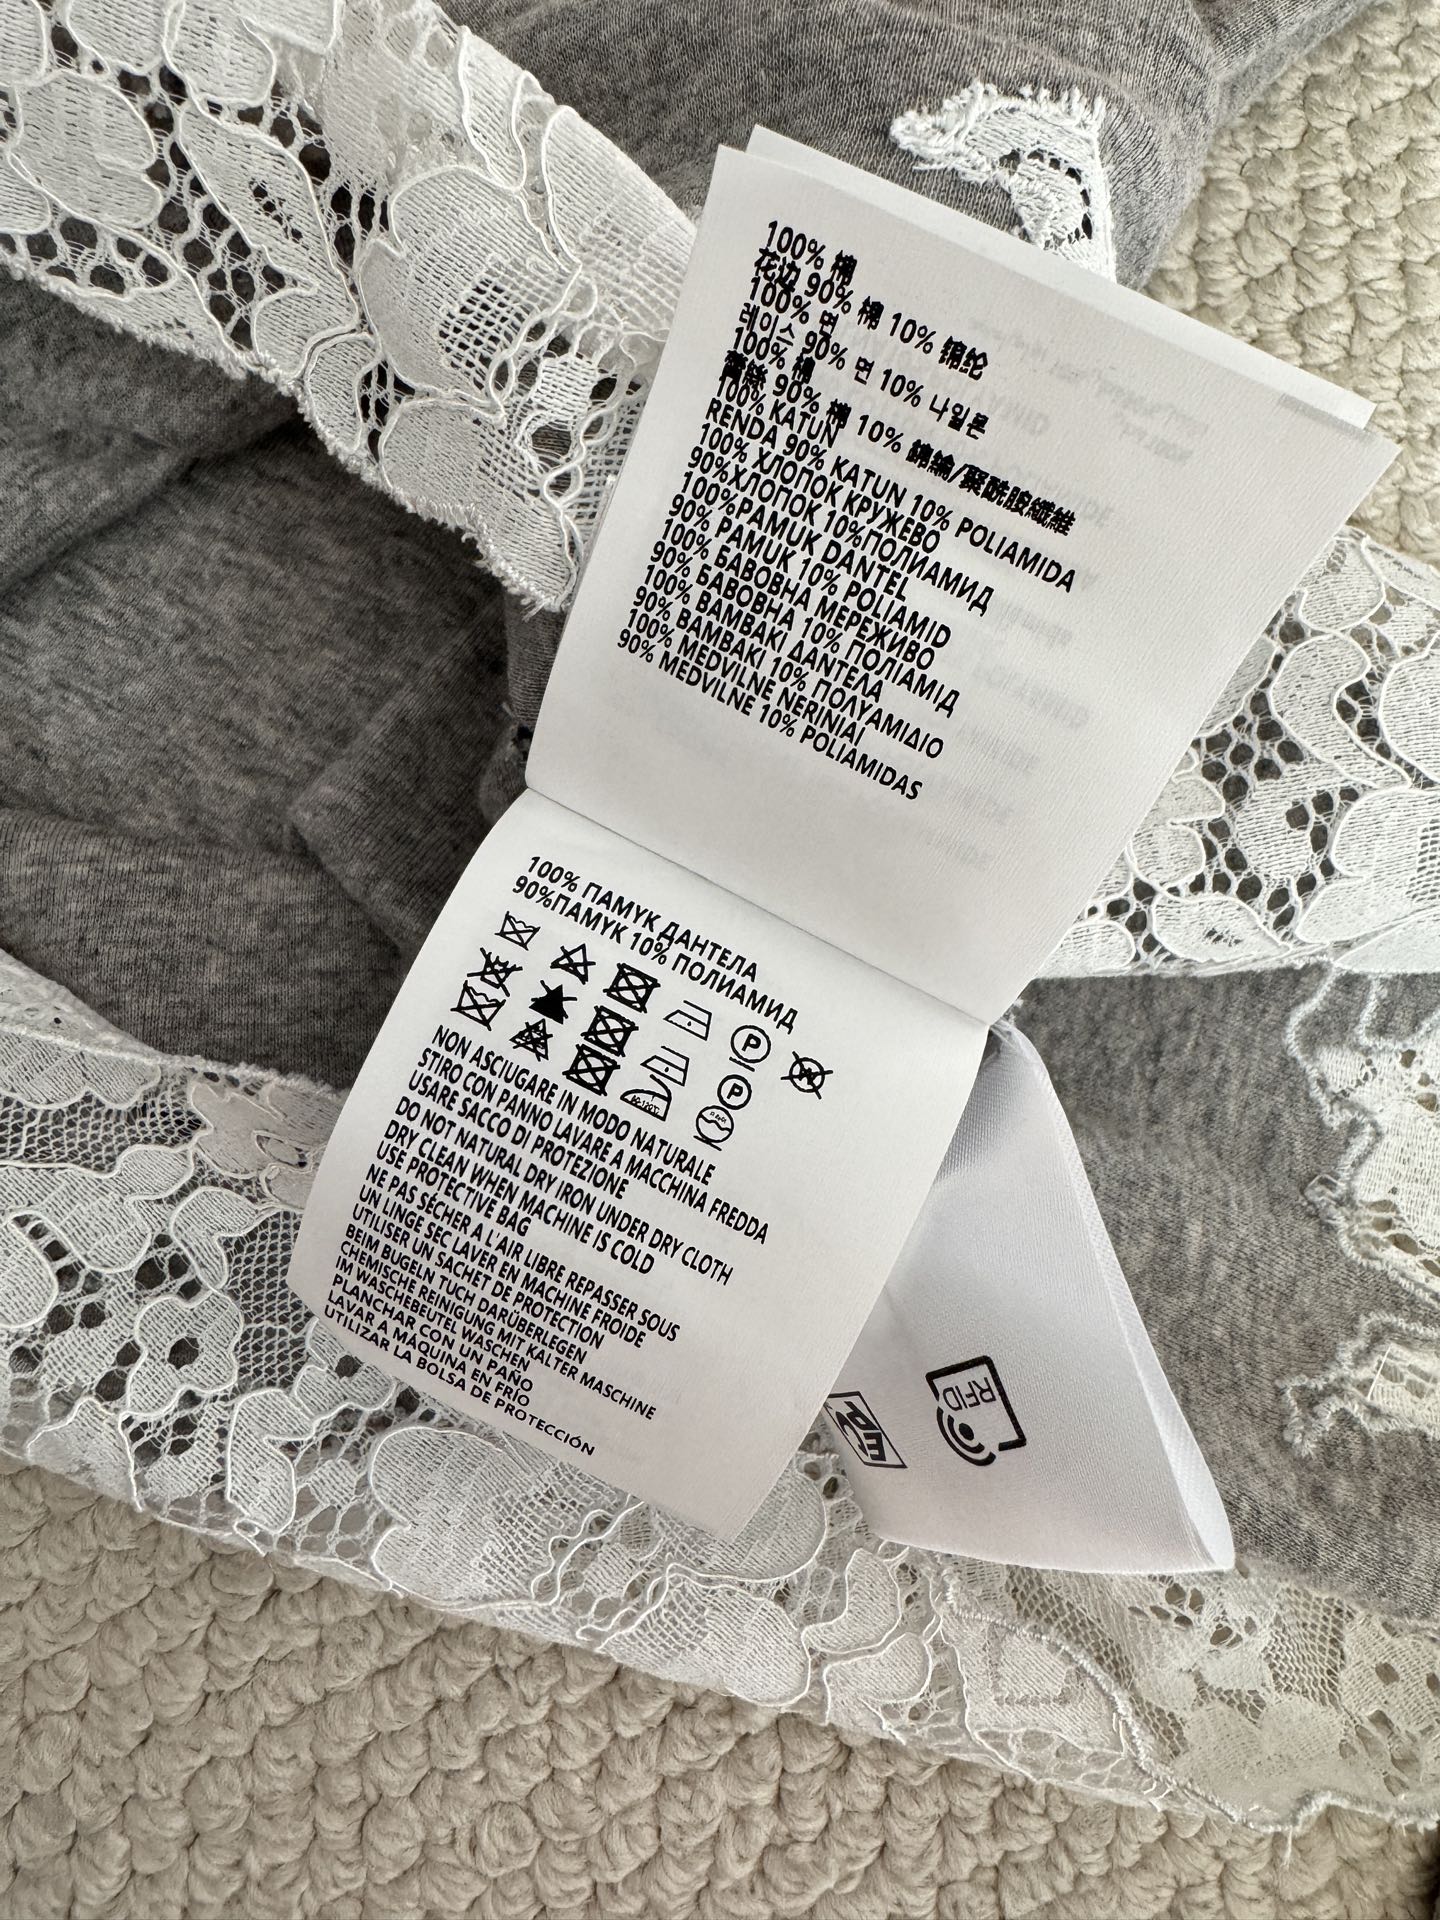 100% 棉
花边 90% 棉 10% 锦纶
100% 면
레이스 90% 면 10% 나일론
100% 棉
蕾絲 90% 棉 10% 錦綸/聚酰胺纖維
100% KATUN
RENDA 90% KATUN 10% POLIAMIDA
100% ХЛОПОК КРУЖЕВО
90%ХЛОПОК 10%ПОЛИАМИД
100%PAMUK DANTEL
90% PAMUK 10% POLIAMID
100% БАВОВНА МЕРЕЖИВО
90% БАВОВНА 10% ПОЛІАМІД
100% ΒΑΜΒΑΚΙ ΔΑΝΤΕΛΑ
90% ΒΑΜΒΑΚΙ 10% ΠΟΛΥΑΜΙΔΙΟ
100% MEDVILNE NERINIAI
90% MEDVILNE 10% POLIAMIDAS
100% ПАМУК ДАНТЕЛА
90%ПАМУК 10% ПОЛИАМИД
P
W
P
NON ASCIUGARE IN MODO NATURALE
STIRO CON PANNO LAVARE A MACCHINA FREDDA
USARE SACCO DI PROTEZIONE
DO NOT NATURAL DRY IRON UNDER DRY CLOTH
DRY CLEAN WHEN MACHINE IS COLD
USE PROTECTIVE BAG
NE PAS SÉCHER A L'AIR LIBRE REPASSER SOUS
UN LINGE SEC LAVER EN MACHINE FROIDE
UTILISER UN SACHET DE PROTECTION
BEIM BUGELN TUCH DARÜBERLEGEN
CHEMISCHE REINIGUNG MIT KALTER MASCHINE
IM WASCHEBEUTEL WASCHEN
PLANCHAR CON UN PAÑO
LAVAR A MÁQUINA EN FRÍO
UTILIZAR LA BOLSA DE PROTECCIÓN
RFID